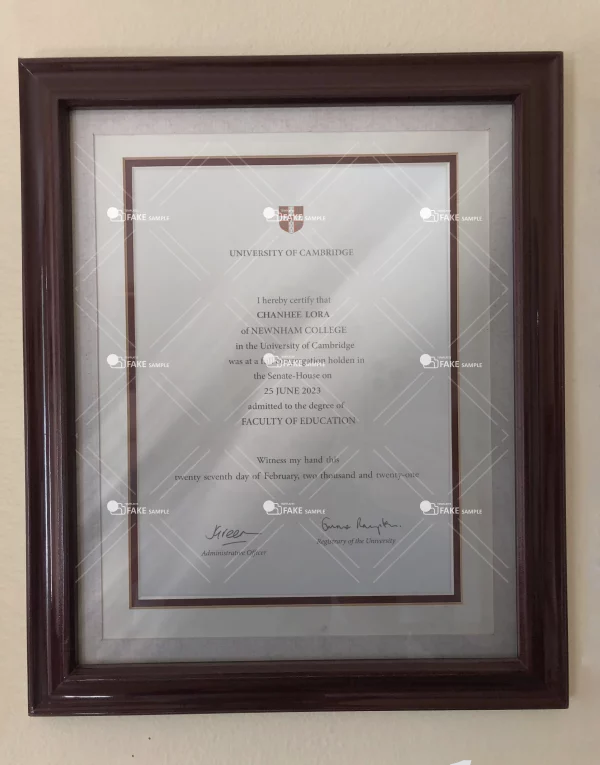 FAKE SAMPLE FAKE SAMPLE FAKE SAMPLE
UNIVERSITY OF CAMBRIDGE
I hereby certify that
CHANHEE LORA
of NEWNHAM COLLEGE
in the University of Cambridge
was at a holden in
FAKE SAMPLE FAKE SAMPLE FAKE SAMPLE
the Senate-House on
25 JUNE 2023
admitted to the degree of
FACULTY OF EDUCATION
Witness my hand this
twenty seventh day of February, two thousand and twenty-one
FAKE SAMPLE FAKE SAMPLE FAKE SAMPLE
Administrative Officer
Registrary of the University